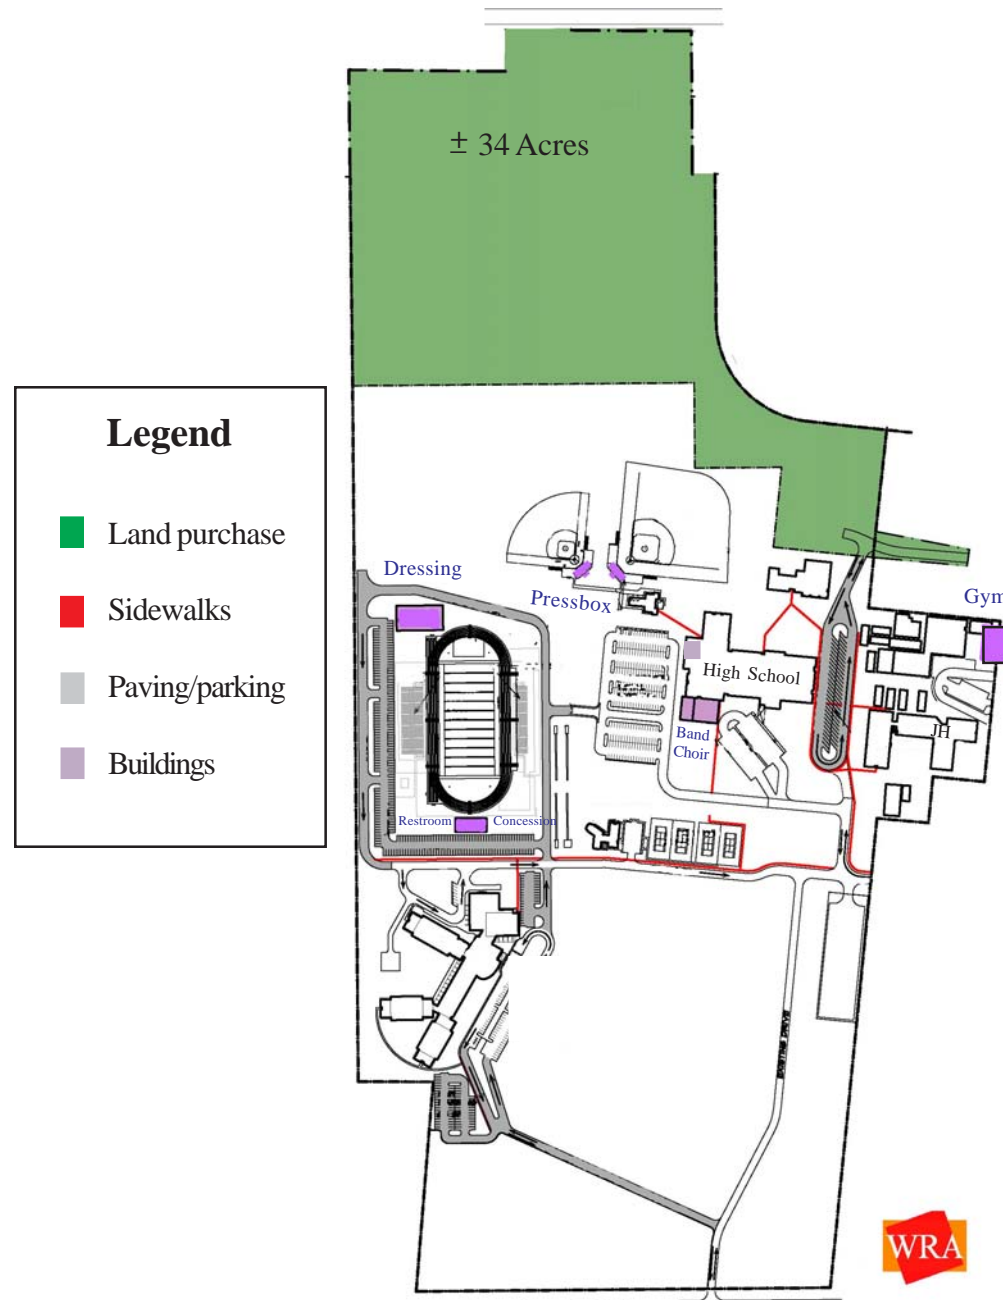 ± 34 Acres
Legend
Land purchase
Sidewalks
Paving/parking
Buildings
Dressing
Pressbox
Gym
High School
JH
Band
Choir
Restroom
Concession
WRA